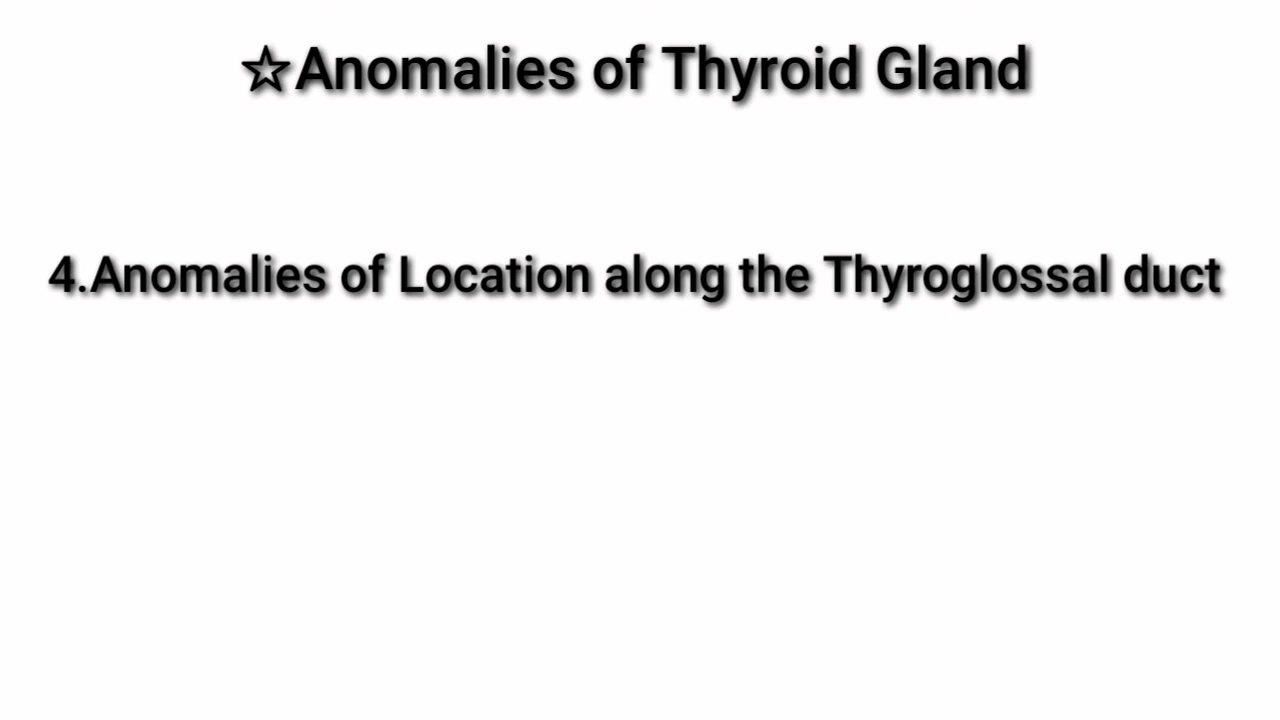 ☆Anomalies of Thyroid Gland
4.Anomalies of Location along the Thyroglossal duct